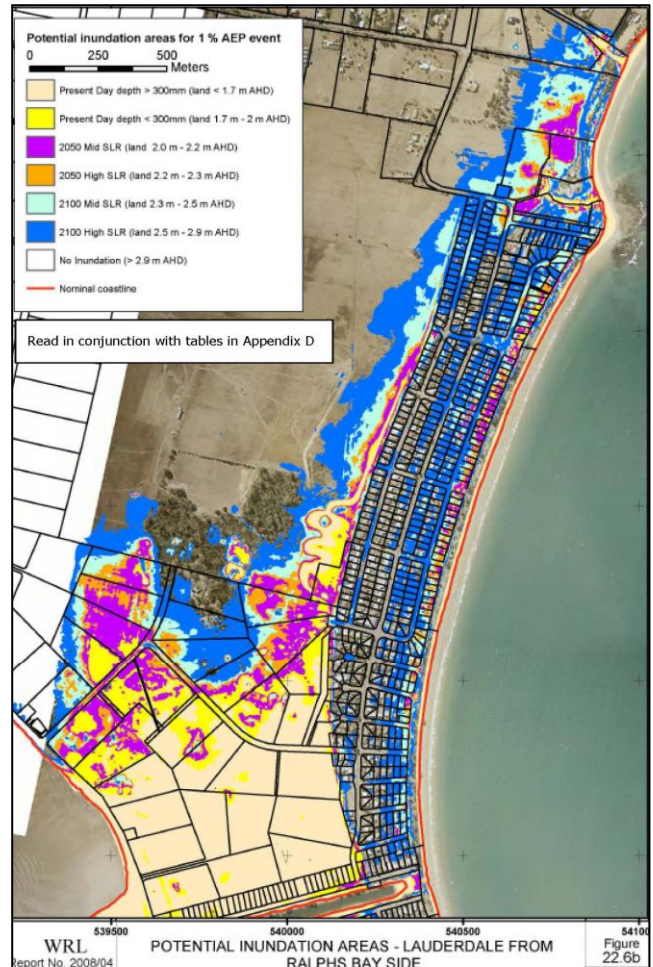 Potential inundation areas for 1 % AEP event
0 250 500
Meters
Present Day depth > 300mm (land < 1.7 m AHD)
Present Day depth < 300mm (land 1.7 m - 2 m AHD)
2050 Mid SLR (land 2.0 m - 2.2 m AHD)
2050 High SLR (land 2.2 m - 2.3 m AHD)
2100 Mid SLR (land 2.3 m - 2.5 m AHD)
2100 High SLR (land 2.5 m - 2.9 m AHD)
No Inundation (> 2.9 m AHD)
Nominal coastline
Read in conjunction with tables in Appendix D
539500 540000 540500 54100
WRL
Report No. 2008/04
POTENTIAL INUNDATION AREAS - LAUDERDALE FROM
RALPHS BAY SIDE
Figure
22.6b